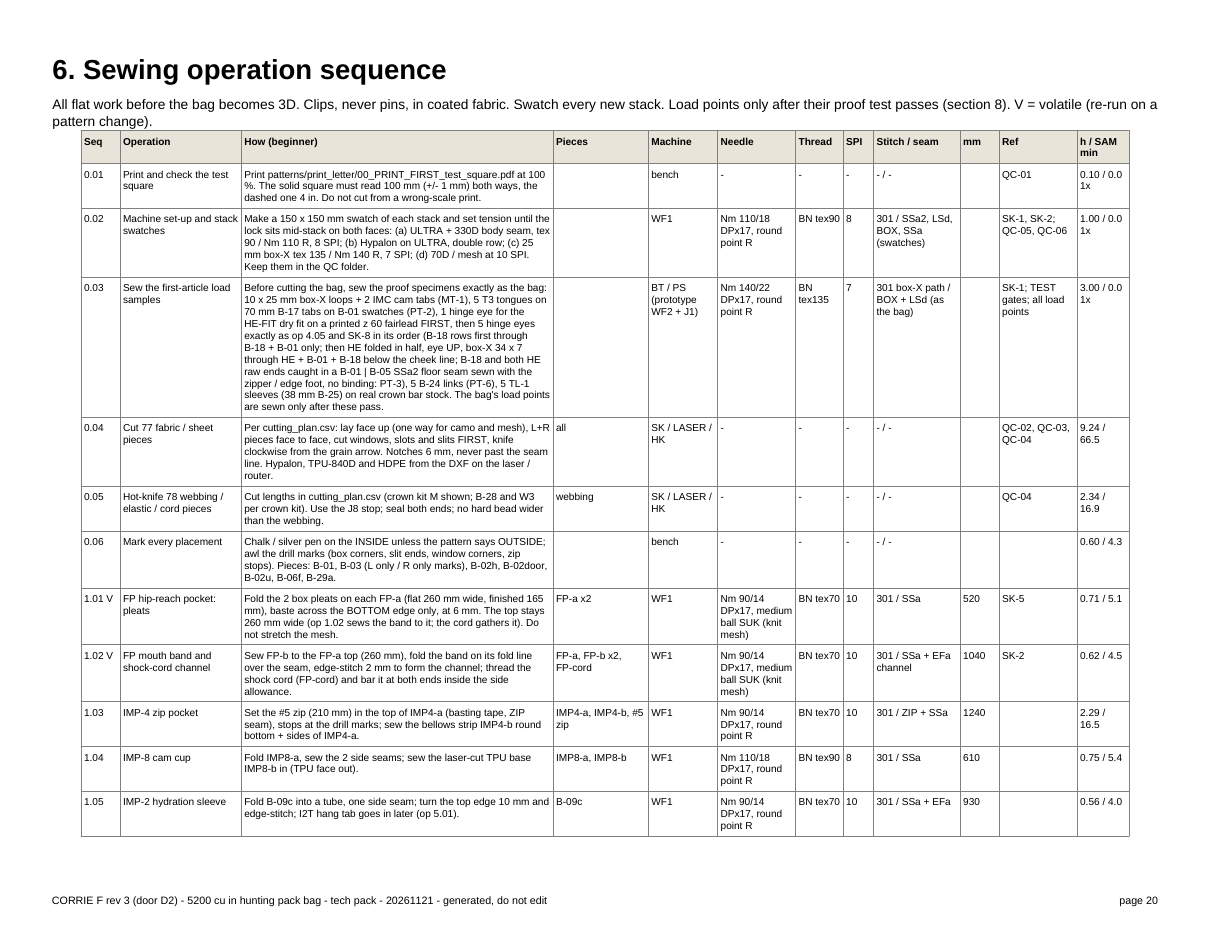 6. Sewing operation sequence
All flat work before the bag becomes 3D. Clips, never pins, in coated fabric. Swatch every new stack. Load points only after their proof test passes (section 8). V = volatile (re-run on a
pattern change).
Seq
Operation
How (beginner)
Pieces
Machine
Needle
Thread
SPI
Stitch / seam
mm
Ref
h / SAM
min
0.01
Print and check the test
square
Print patterns/print_letter/00_PRINT_FIRST_test_square.pdf at 100
%. The solid square must read 100 mm (+/- 1 mm) both ways, the
dashed one 4 in. Do not cut from a wrong-scale print.
bench
-
-
-
- / -
QC-01
0.10 / 0.0
1x
0.02
Machine set-up and stack
swatches
Make a 150 x 150 mm swatch of each stack and set tension until the
lock sits mid-stack on both faces: (a) ULTRA + 330D body seam, tex
90 / Nm 110 R, 8 SPI; (b) Hypalon on ULTRA, double row; (c) 25
mm box-X tex 135 / Nm 140 R, 7 SPI; (d) 70D / mesh at 10 SPI.
Keep them in the QC folder.
WF1
Nm 110/18
DPx17, round
point R
BN tex90
8
301 / SSa2, LSd,
BOX, SSa
(swatches)
SK-1, SK-2;
QC-05, QC-06
1.00 / 0.0
1x
0.03
Sew the first-article load
samples
Before cutting the bag, sew the proof specimens exactly as the bag:
10 x 25 mm box-X loops + 2 IMC cam tabs (MT-1), 5 T3 tongues on
70 mm B-17 tabs on B-01 swatches (PT-2), 1 hinge eye for the
HE-FIT dry fit on a printed z 60 fairlead FIRST, then 5 hinge eyes
exactly as op 4.05 and SK-8 in its order (B-18 rows first through
B-18 + B-01 only; then HE folded in half, eye UP, box-X 34 x 7
through HE + B-01 + B-18 below the cheek line; B-18 and both HE
raw ends caught in a B-01 | B-05 SSa2 floor seam sewn with the
zipper / edge foot, no binding: PT-3), 5 B-24 links (PT-6), 5 TL-1
sleeves (38 mm B-25) on real crown bar stock. The bag's load points
are sewn only after these pass.
BT / PS
(prototype
WF2 + J1)
Nm 140/22
DPx17, round
point R
BN
tex135
7
301 box-X path /
BOX + LSd (as
the bag)
SK-1; TEST
gates; all load
points
3.00 / 0.0
1x
0.04
Cut 77 fabric / sheet
pieces
Per cutting_plan.csv: lay face up (one way for camo and mesh), L+R
pieces face to face, cut windows, slots and slits FIRST, knife
clockwise from the grain arrow. Notches 6 mm, never past the seam
line. Hypalon, TPU-840D and HDPE from the DXF on the laser /
router.
all
SK / LASER /
HK
-
-
-
- / -
QC-02, QC-03,
QC-04
9.24 /
66.5
0.05
Hot-knife 78 webbing /
elastic / cord pieces
Cut lengths in cutting_plan.csv (crown kit M shown; B-28 and W3
per crown kit). Use the J8 stop; seal both ends; no hard bead wider
than the webbing.
webbing
SK / LASER /
HK
-
-
-
- / -
QC-04
2.34 /
16.9
0.06
Mark every placement
Chalk / silver pen on the INSIDE unless the pattern says OUTSIDE;
awl the drill marks (box corners, slit ends, window corners, zip
stops). Pieces: B-01, B-03 (L only / R only marks), B-02h, B-02door,
B-02u, B-06f, B-29a.
bench
-
-
-
- / -
0.60 / 4.3
1.01 V
FP hip-reach pocket:
pleats
Fold the 2 box pleats on each FP-a (flat 260 mm wide, finished 165
mm), baste across the BOTTOM edge only, at 6 mm. The top stays
260 mm wide (op 1.02 sews the band to it; the cord gathers it). Do
not stretch the mesh.
FP-a x2
WF1
Nm 90/14
DPx17, medium
ball SUK (knit
mesh)
BN tex70
10
301 / SSa
520
SK-5
0.71 / 5.1
1.02 V
FP mouth band and
shock-cord channel
Sew FP-b to the FP-a top (260 mm), fold the band on its fold line
over the seam, edge-stitch 2 mm to form the channel; thread the
shock cord (FP-cord) and bar it at both ends inside the side
allowance.
FP-a, FP-b x2,
FP-cord
WF1
Nm 90/14
DPx17, medium
ball SUK (knit
mesh)
BN tex70
10
301 / SSa + EFa
channel
1040
SK-2
0.62 / 4.5
1.03
IMP-4 zip pocket
Set the #5 zip (210 mm) in the top of IMP4-a (basting tape, ZIP
seam), stops at the drill marks; sew the bellows strip IMP4-b round
bottom + sides of IMP4-a.
IMP4-a, IMP4-b, #5
zip
WF1
Nm 90/14
DPx17, round
point R
BN tex70
10
301 / ZIP + SSa
1240
2.29 /
16.5
1.04
IMP-8 cam cup
Fold IMP8-a, sew the 2 side seams; sew the laser-cut TPU base
IMP8-b in (TPU face out).
IMP8-a, IMP8-b
WF1
Nm 110/18
DPx17, round
point R
BN tex90
8
301 / SSa
610
0.75 / 5.4
1.05
IMP-2 hydration sleeve
Fold B-09c into a tube, one side seam; turn the top edge 10 mm and
edge-stitch; I2T hang tab goes in later (op 5.01).
B-09c
WF1
Nm 90/14
DPx17, round
point R
BN tex70
10
301 / SSa + EFa
930
0.56 / 4.0
CORRIE F rev 3 (door D2) - 5200 cu in hunting pack bag - tech pack - 20261121 - generated, do not edit
page 20